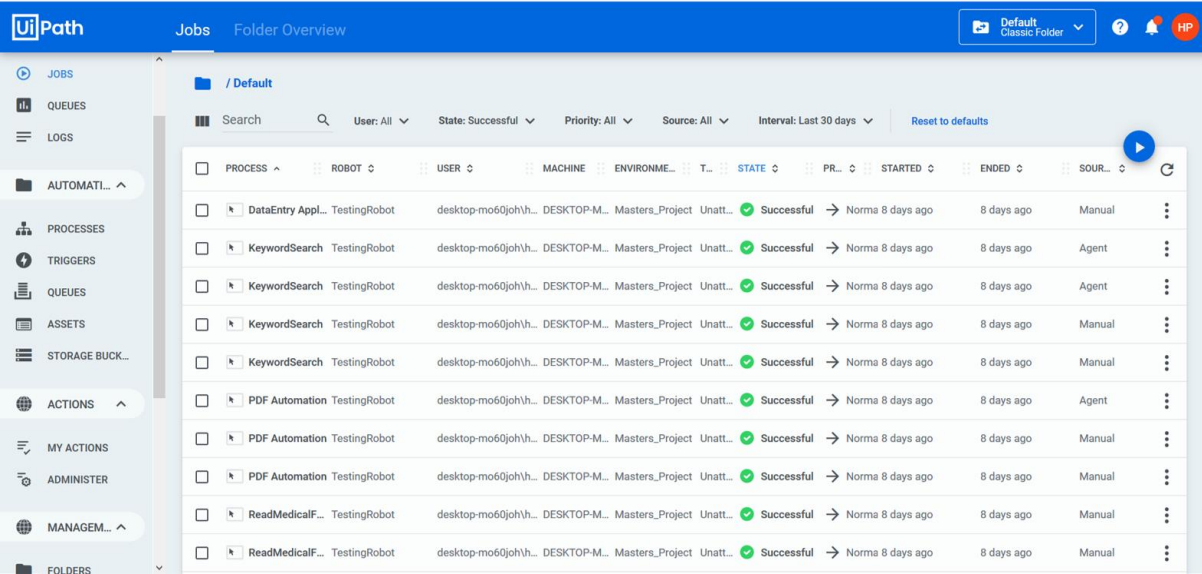 UiPath Jobs Folder Overview Default Classic Folder ? HP
JOBS
QUEUES
LOGS
AUTOMATI...
PROCESSES
TRIGGERS
QUEUES
ASSETS
STORAGE BUCK...
ACTIONS
MY ACTIONS
ADMINISTER
MANAGEM...
FOLDERS
/ Default
Search User: All State: Successful Priority: All Source: All Interval: Last 30 days Reset to defaults
PROCESS ROBOT USER MACHINE ENVIRONME... T... STATE PR... STARTED ENDED SOUR...
DataEntry Appl... TestingRobot desktop-mo60joh\h... DESKTOP-M... Masters_Project Unatt... Successful Norma 8 days ago 8 days ago Manual
KeywordSearch TestingRobot desktop-mo60joh\h... DESKTOP-M... Masters_Project Unatt... Successful Norma 8 days ago 8 days ago Agent
KeywordSearch TestingRobot desktop-mo60joh\h... DESKTOP-M... Masters_Project Unatt... Successful Norma 8 days ago 8 days ago Agent
KeywordSearch TestingRobot desktop-mo60joh\h... DESKTOP-M... Masters_Project Unatt... Successful Norma 8 days ago 8 days ago Manual
KeywordSearch TestingRobot desktop-mo60joh\h... DESKTOP-M... Masters_Project Unatt... Successful Norma 8 days ago 8 days ago Manual
PDF Automation TestingRobot desktop-mo60joh\h... DESKTOP-M... Masters_Project Unatt... Successful Norma 8 days ago 8 days ago Agent
PDF Automation TestingRobot desktop-mo60joh\h... DESKTOP-M... Masters_Project Unatt... Successful Norma 8 days ago 8 days ago Manual
PDF Automation TestingRobot desktop-mo60joh\h... DESKTOP-M... Masters_Project Unatt... Successful Norma 8 days ago 8 days ago Manual
ReadMedicalF... TestingRobot desktop-mo60joh\h... DESKTOP-M... Masters_Project Unatt... Successful Norma 8 days ago 8 days ago Manual
ReadMedicalF... TestingRobot desktop-mo60joh\h... DESKTOP-M... Masters_Project Unatt... Successful Norma 8 days ago 8 days ago Manual